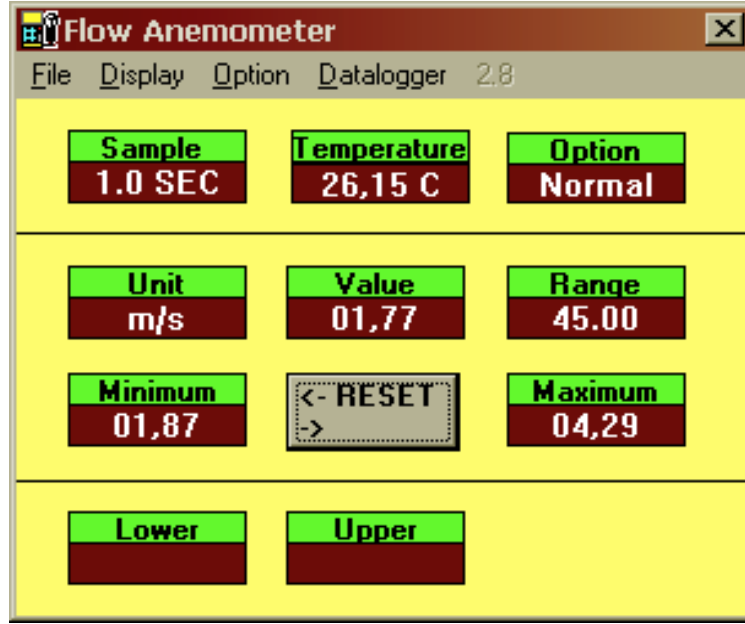 Flow Anemometer
File Display Option Datalogger 2.8
Sample Temperature Option
1.0 SEC 26,15 C Normal
Unit Value Range
m/s 01,77 45.00
Minimum <- RESET Maximum
01,87 -> 04,29
Lower Upper